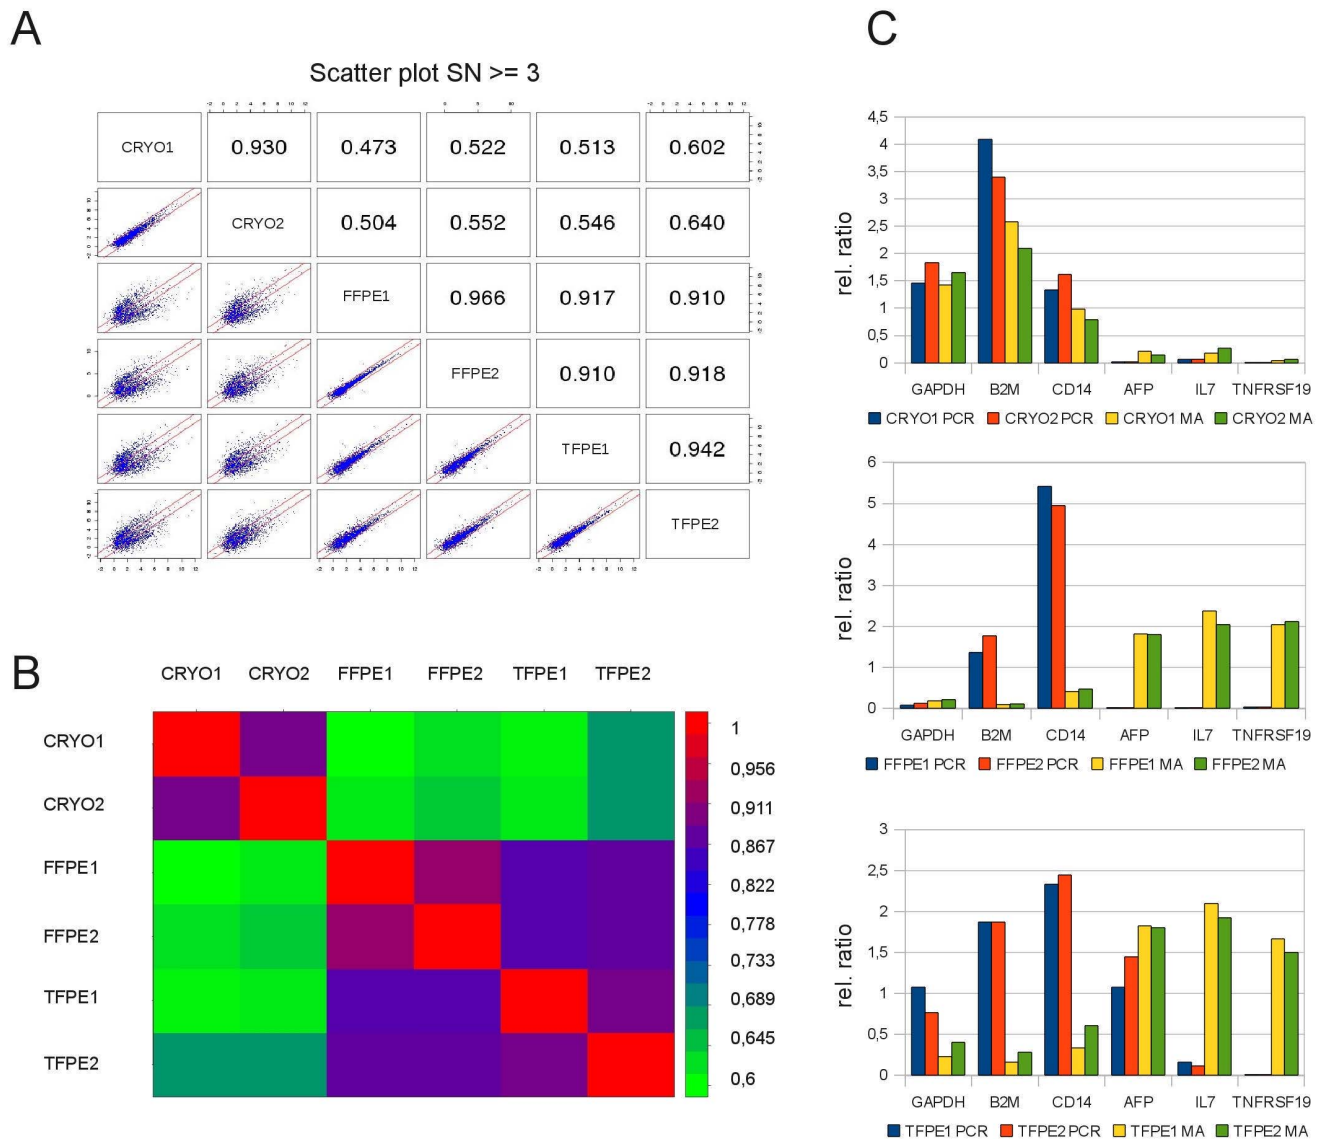 A
Scatter plot SN >= 3
CRYO1 0.930 0.473 0.522 0.513 0.602
CRYO2 0.504 0.552 0.546 0.640
FFPE1 0.966 0.917 0.910
FFPE2 0.910 0.918
TFPE1 0.942
TFPE2
B
CRYO1 CRYO2 FFPE1 FFPE2 TFPE1 TFPE2
CRYO1
CRYO2
FFPE1
FFPE2
TFPE1
TFPE2
1
0,956
0,911
0,867
0,822
0,778
0,733
0,689
0,645
0,6
C
rel. ratio
4,5
4
3,5
3
2,5
2
1,5
1
0,5
0
GAPDH B2M CD14 AFP IL7 TNFRSF19
CRYO1 PCR CRYO2 PCR CRYO1 MA CRYO2 MA
rel. ratio
6
5
4
3
2
1
0
GAPDH B2M CD14 AFP IL7 TNFRSF19
FFPE1 PCR FFPE2 PCR FFPE1 MA FFPE2 MA
rel. ratio
3
2,5
2
1,5
1
0,5
0
GAPDH B2M CD14 AFP IL7 TNFRSF19
TFPE1 PCR TFPE2 PCR TFPE1 MA TFPE2 MA